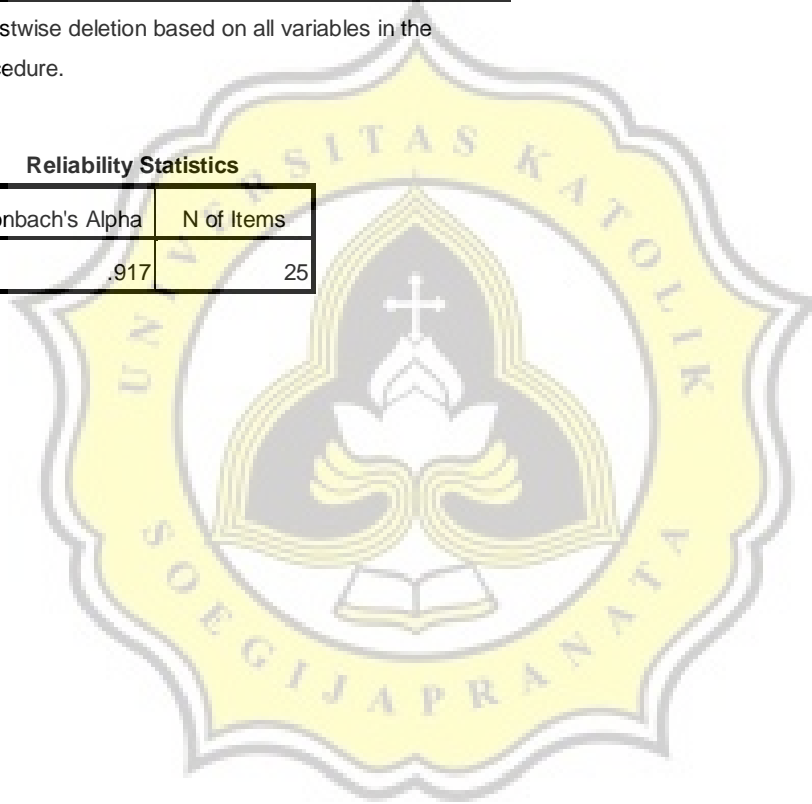 stwise deletion based on all variables in the
cedure.
Reliability Statistics
onbach's Alpha N of Items
.917 25
UNIVERSITAS KATOLIK
SOEGIJAPRANATA